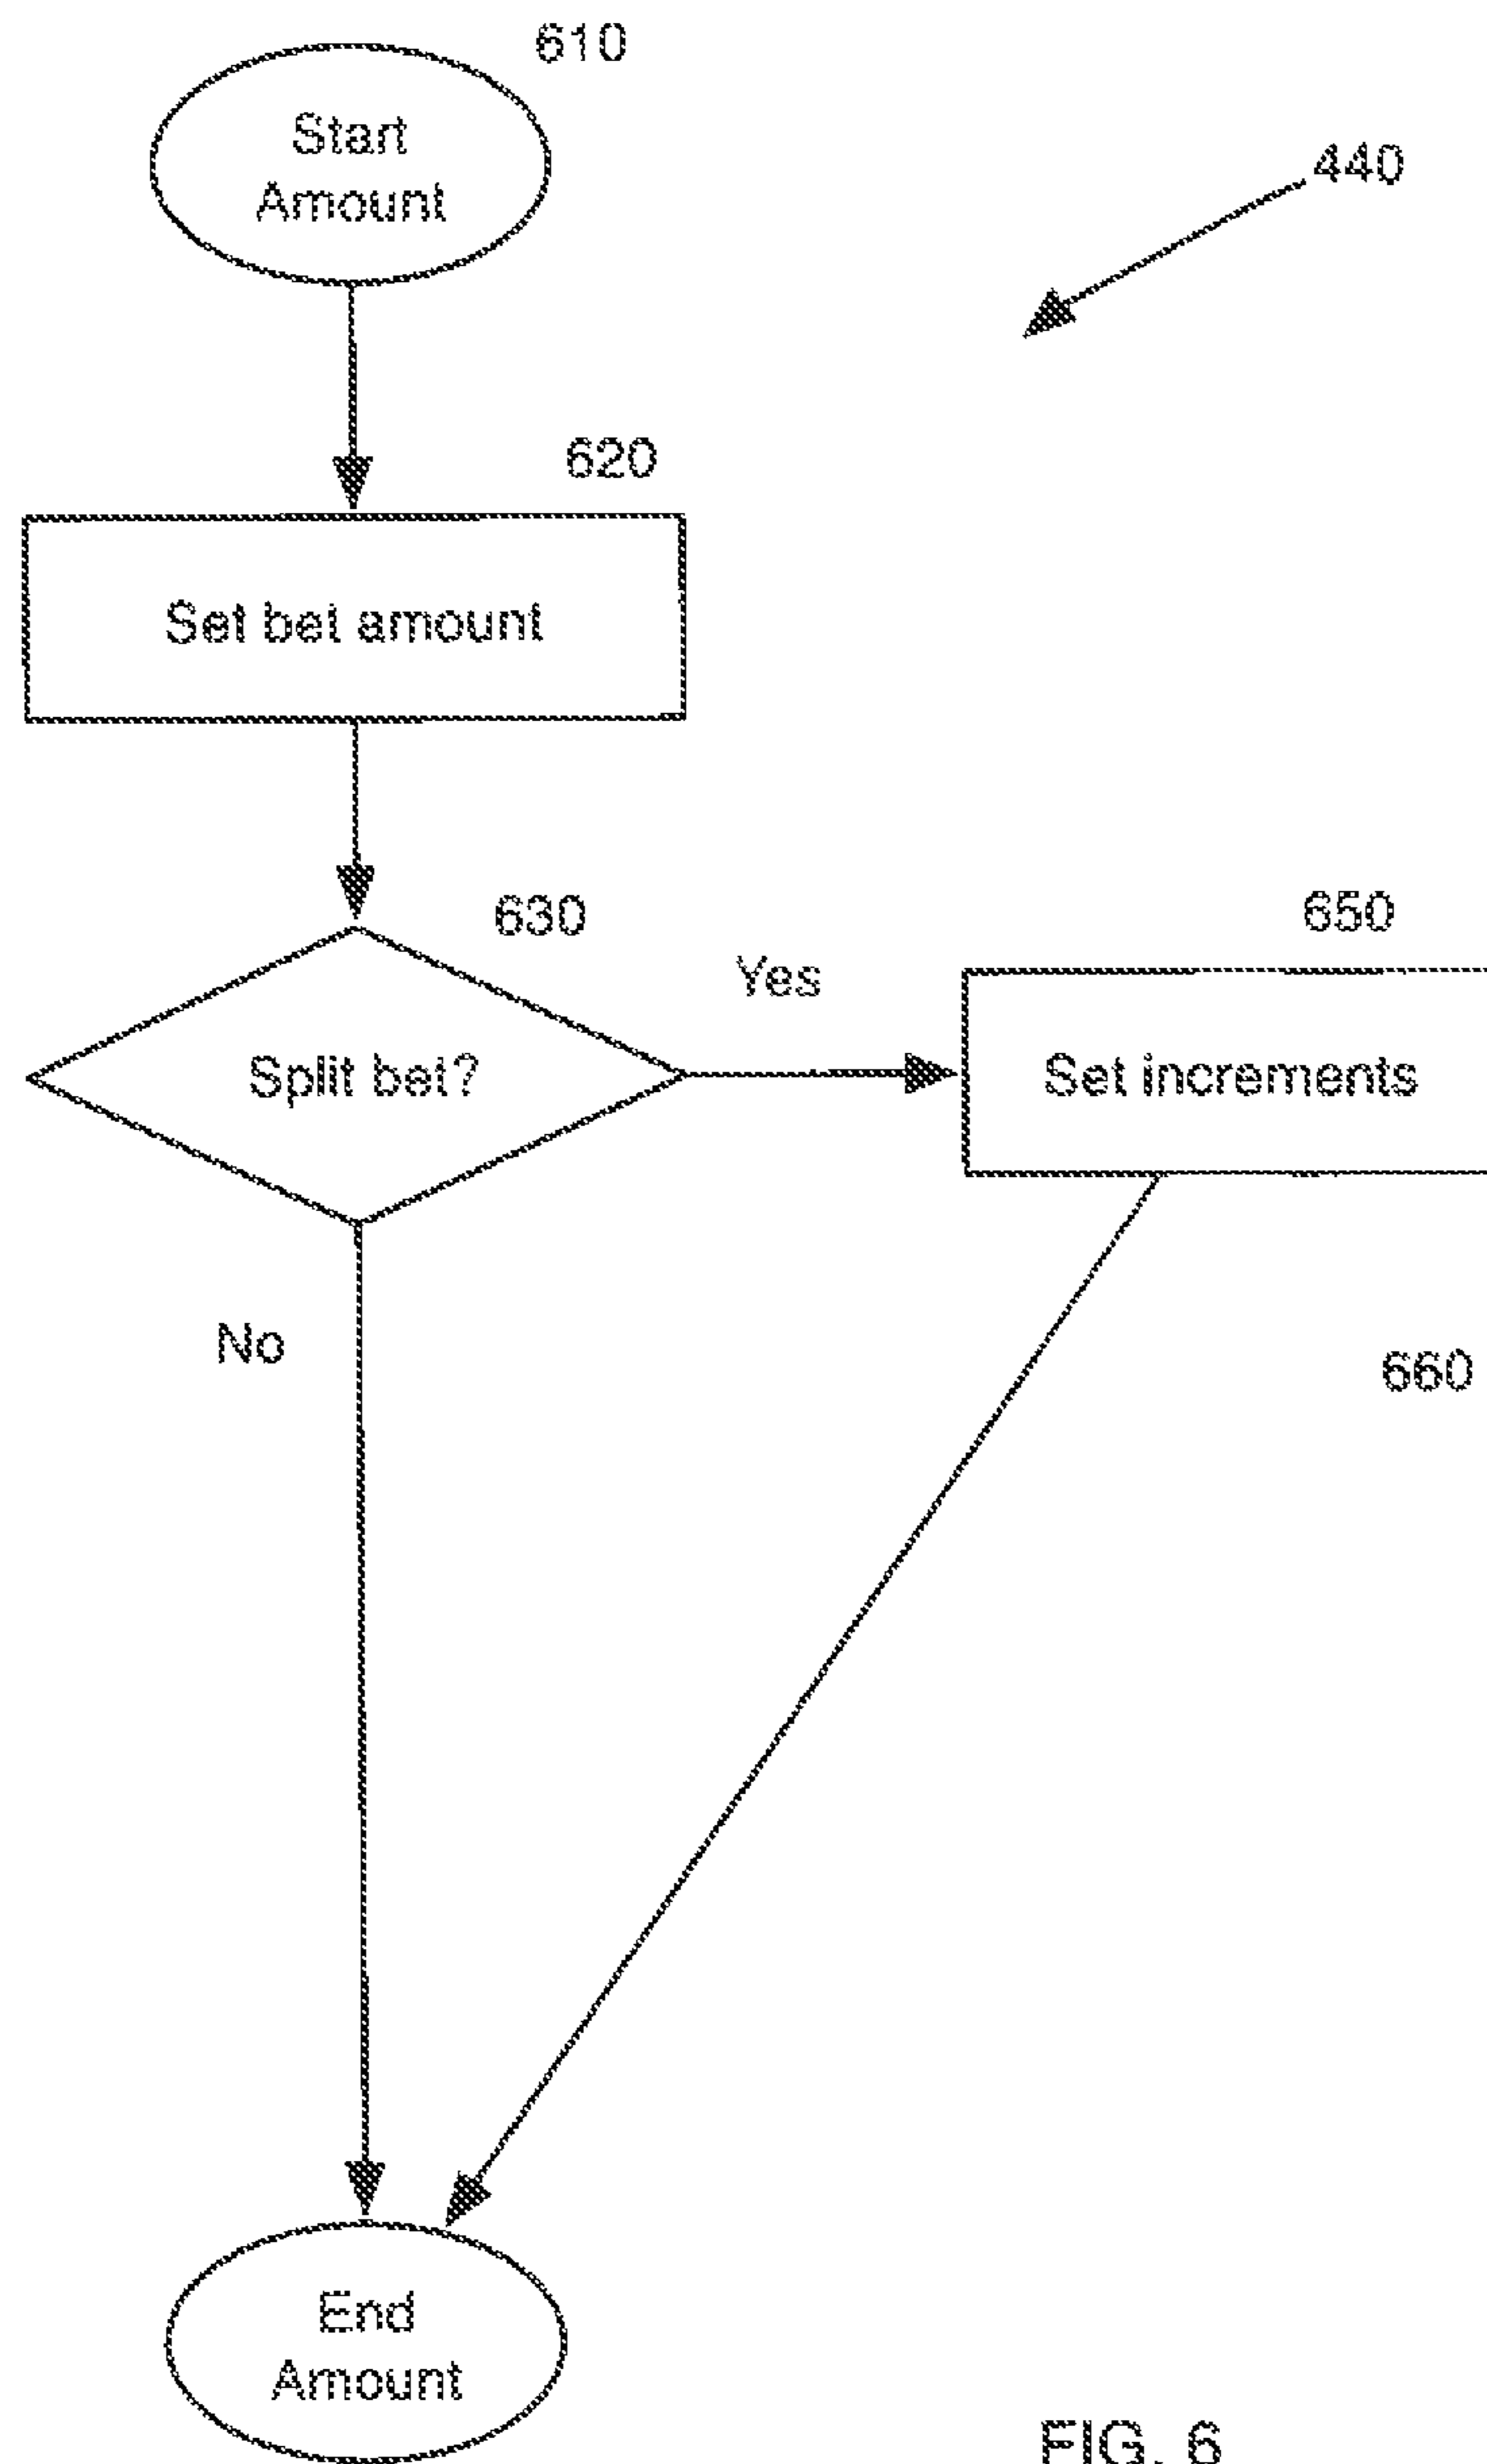 610
Start
Amount
440
620
Set bet amount
630
Yes
650
Split bet?
Set increments
No
660
End
Amount
FIG. 6